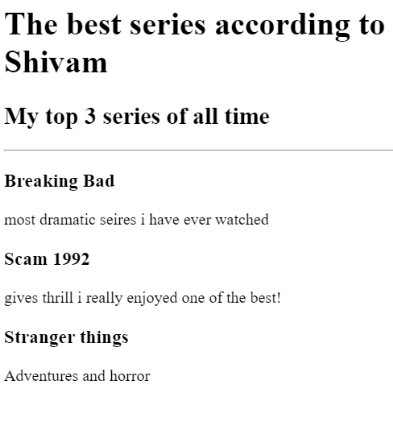 The best series according to
Shivam
My top 3 series of all time
Breaking Bad
most dramatic seires i have ever watched
Scam 1992
gives thrill i really enjoyed one of the best!
Stranger things
Adventures and horror